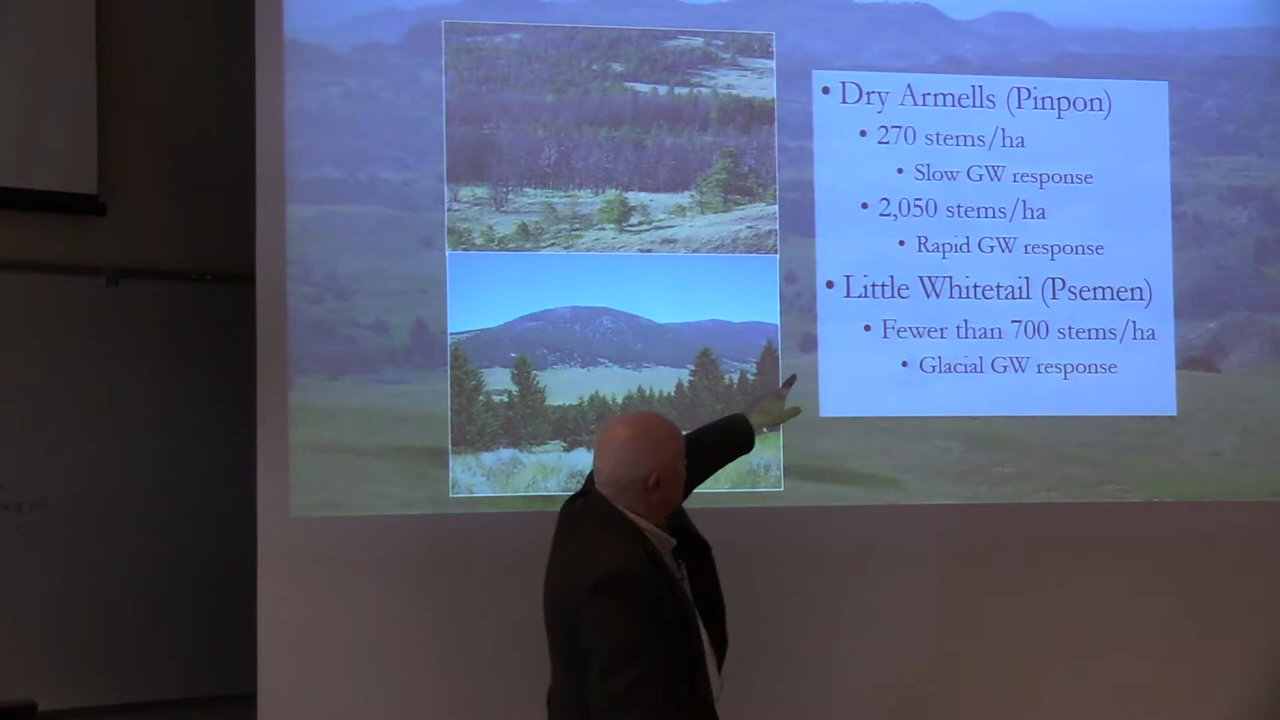 • Dry Armells (Pinpon)
• 270 stems/ha
• Slow GW response
• 2,050 stems/ha
• Rapid GW response
• Little Whitetail (Psemen)
• Fewer than 700 stems/ha
• Glacial GW response